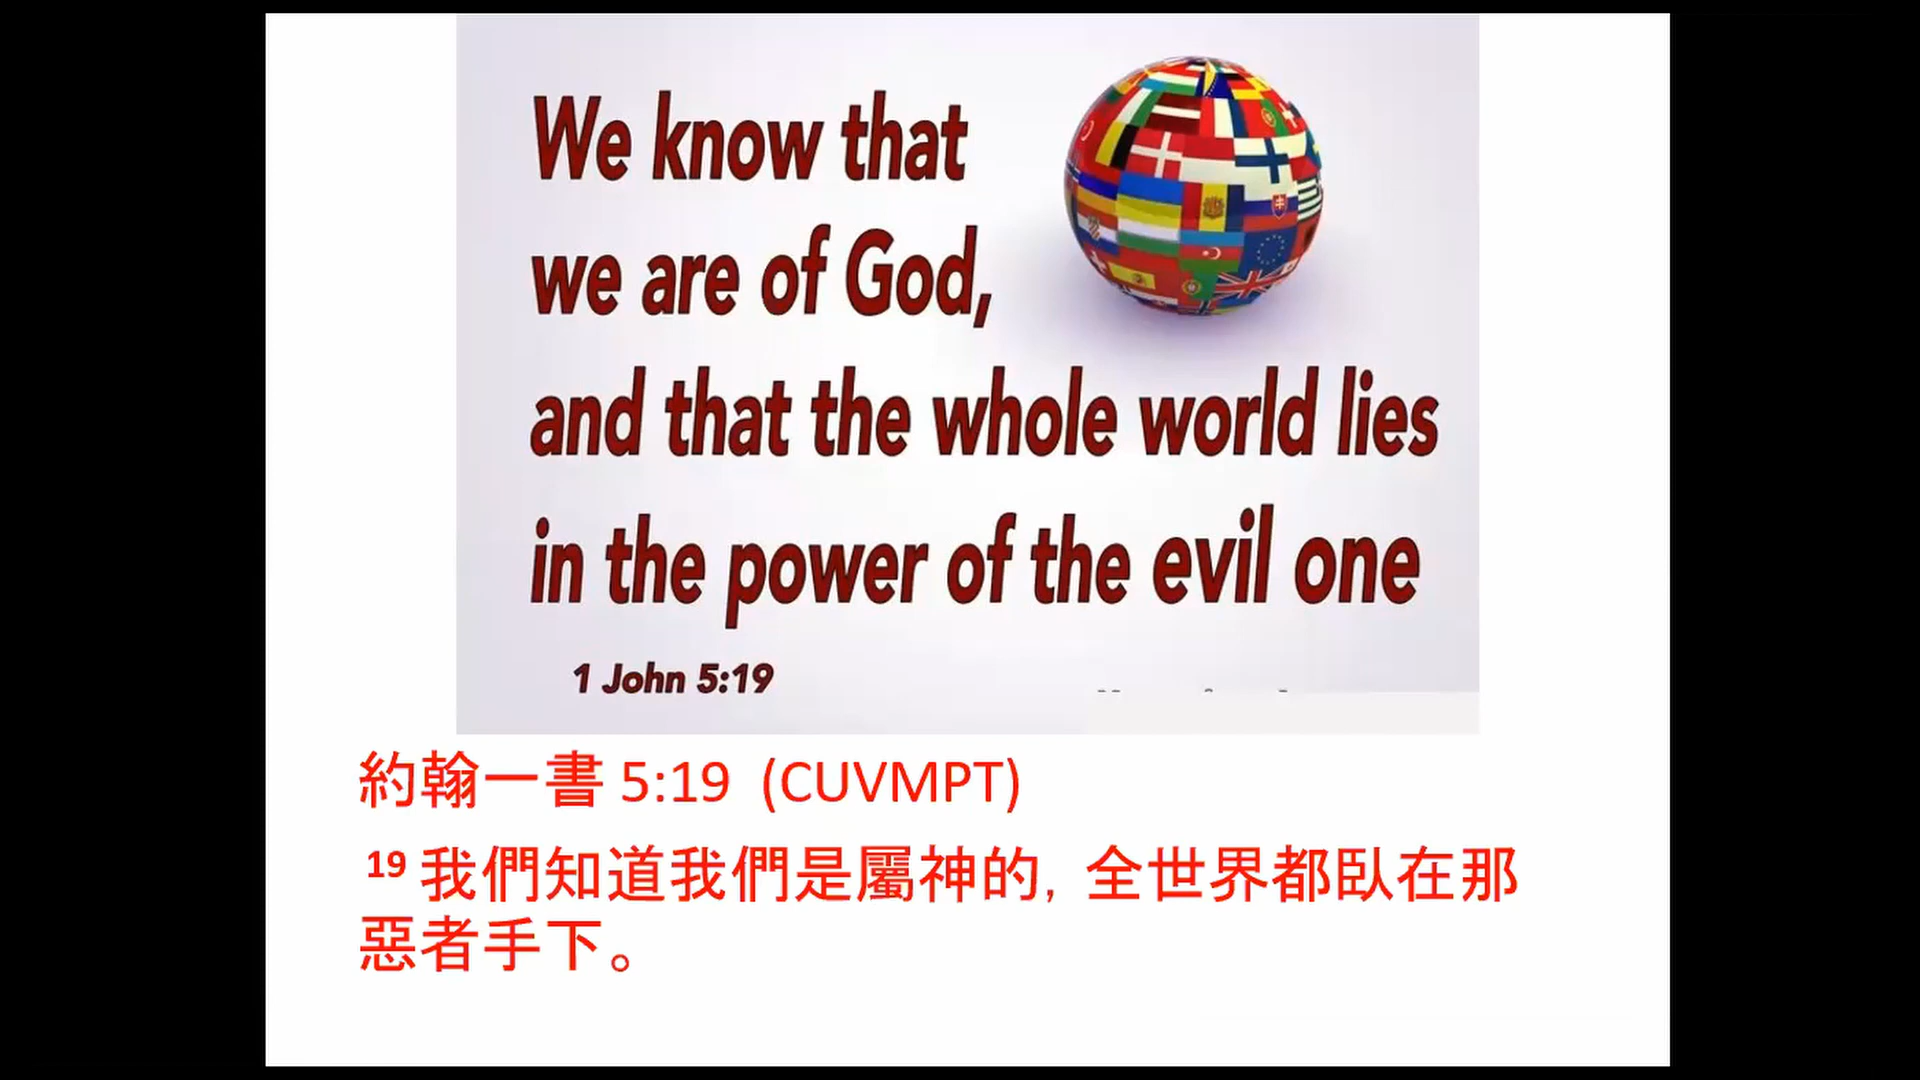 We know that
we are of God,
and that the whole world lies
in the power of the evil one
1 John 5:19
約翰一書 5:19 (CUVMPT)
19 我們知道我們是屬神的, 全世界都臥在那
惡者手下。